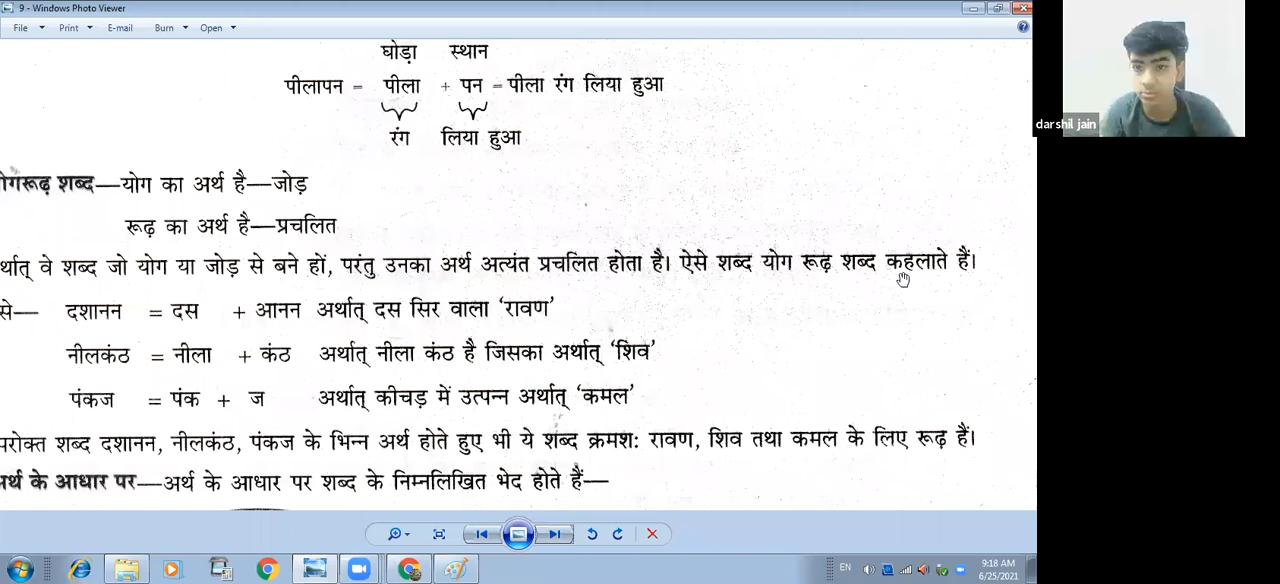 9 - Windows Photo Viewer
File Print E-mail Burn Open
घोड़ा स्थान
पीलापन = पीला + पन = पीला रंग लिया हुआ
रंग लिया हुआ
ोगरूढ़ शब्द—योग का अर्थ है—जोड़
रूढ़ का अर्थ है—प्रचलित
र्थात् वे शब्द जो योग या जोड़ से बने हों, परंतु उनका अर्थ अत्यंत प्रचलित होता है। ऐसे शब्द योग रूढ़ शब्द कहलाते हैं।
से— दशानन = दस + आनन अर्थात् दस सिर वाला ‘रावण’
नीलकंठ = नीला + कंठ अर्थात् नीला कंठ है जिसका अर्थात् ‘शिव’
पंकज = पंक + ज अर्थात् कीचड़ में उत्पन्न अर्थात् ‘कमल’
परोक्त शब्द दशानन, नीलकंठ, पंकज के भिन्न अर्थ होते हुए भी ये शब्द क्रमश: रावण, शिव तथा कमल के लिए रूढ़ हैं।
र्थ के आधार पर—अर्थ के आधार पर शब्द के निम्नलिखित भेद होते हैं—
darshil jain
EN
9:18 AM
6/25/2021